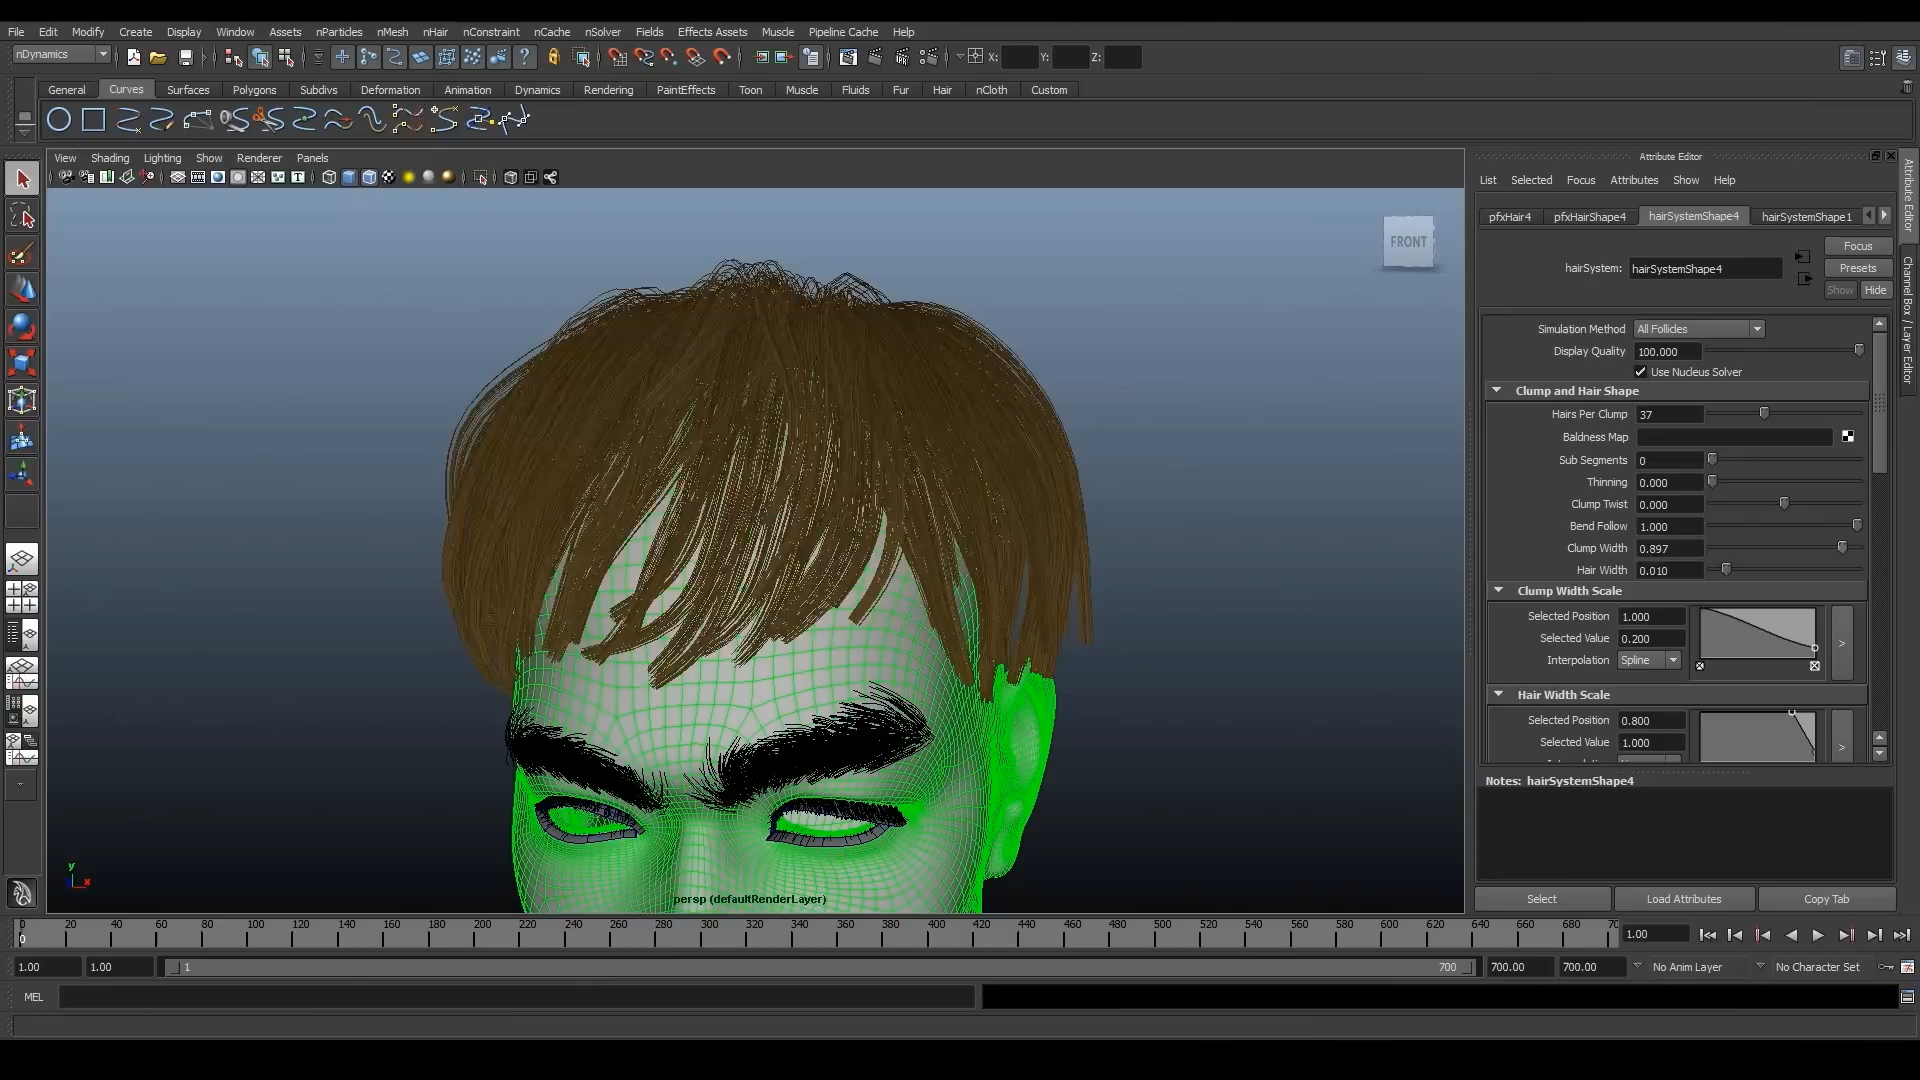 File Edit Modify Create Display Window Assets nParticles nMesh nHair nConstraint nCache nSolver Fields Effects Assets Muscle Pipeline Cache Help
nDynamics X: Y: Z:
General Curves Surfaces Polygons Subdivs Deformation Animation Dynamics Rendering PaintEffects Toon Muscle Fluids Fur Hair nCloth Custom
View Shading Lighting Show Renderer Panels
FRONT
persp (defaultRenderLayer)
y
x
Attribute Editor
List Selected Focus Attributes Show Help
pfxHair4 pfxHairShape4 hairSystemShape4 hairSystemShape1
hairSystem: hairSystemShape4
Focus
Presets
Show Hide
Simulation Method All Follicles
Display Quality 100.000
Use Nucleus Solver
Clump and Hair Shape
Hairs Per Clump 37
Baldness Map
Sub Segments 0
Thinning 0.000
Clump Twist 0.000
Bend Follow 1.000
Clump Width 0.897
Hair Width 0.010
Clump Width Scale
Selected Position 1.000
Selected Value 0.200
Interpolation Spline
>
Hair Width Scale
Selected Position 0.800
Selected Value 1.000
>
Notes: hairSystemShape4
Select Load Attributes Copy Tab
Attribute Editor
Channel Box / Layer Editor
0 20 40 60 80 100 120 140 160 180 200 220 240 260 280 300 320 340 360 380 400 420 440 460 480 500 520 540 560 580 600 620 640 660 680 70
0
1.00
1.00 1.00 1 700 700.00 700.00 No Anim Layer No Character Set
MEL